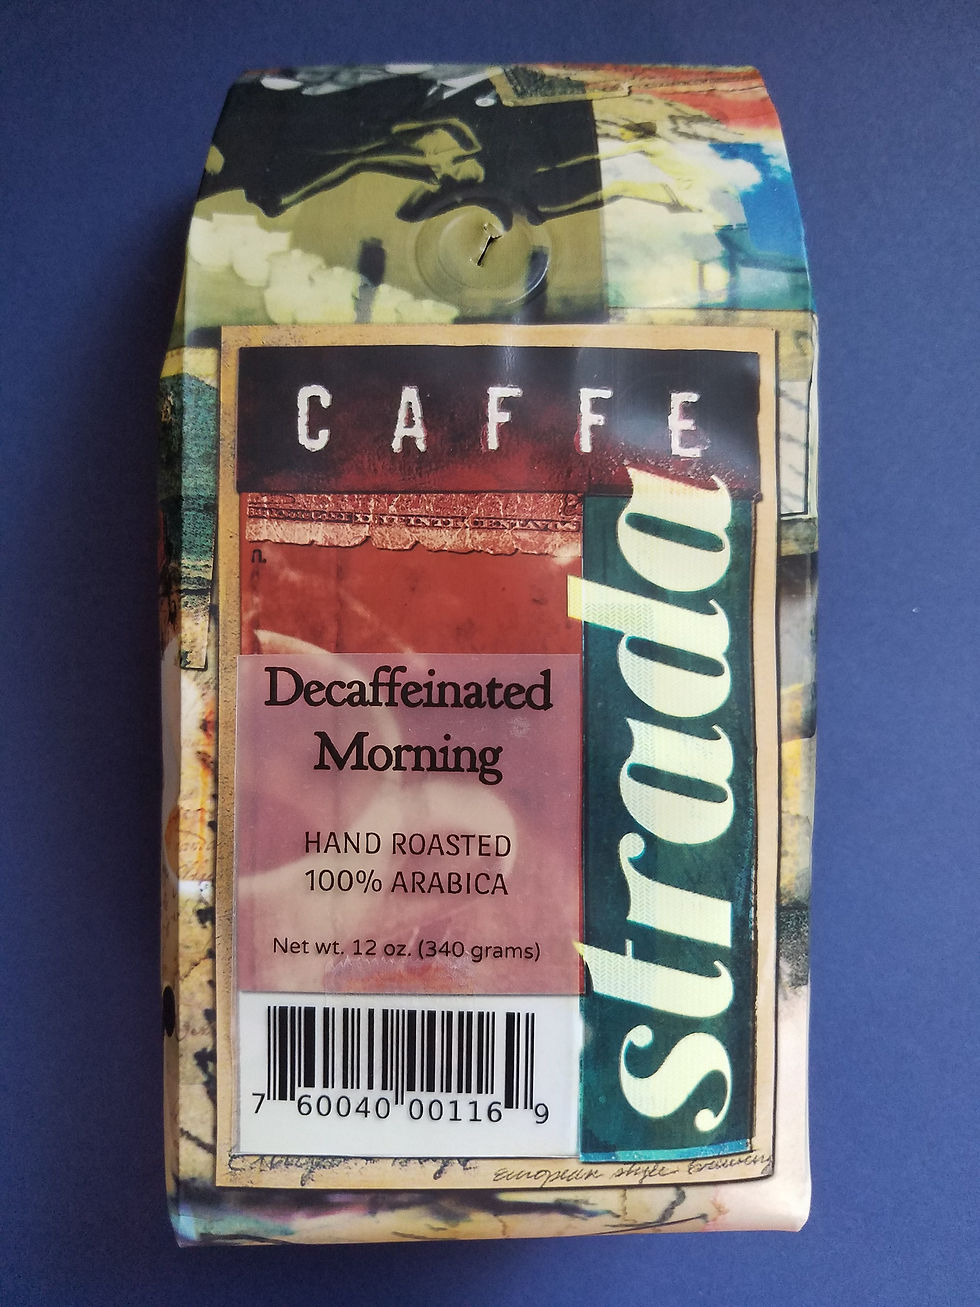 CAFFE
strada
Decaffeinated
Morning
HAND ROASTED
100% ARABICA
Net wt. 12 oz. (340 grams)
7 60040 00116 9
european style brewing